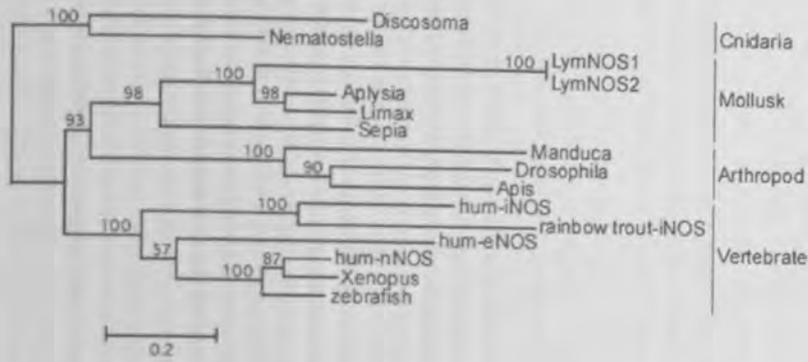 100
Discosoma
Nematostella
Cnidaria
100
100
LymNOS1
LymNOS2
98
98
Aplysia
Limax
Sepia
Mollusk
93
100
Manduca
90
Drosophila
Apis
Arthropod
100
100
hum-iNOS
rainbow trout-iNOS
57
hum-eNOS
87
hum-nNOS
100
Xenopus
zebrafish
Vertebrate
0.2